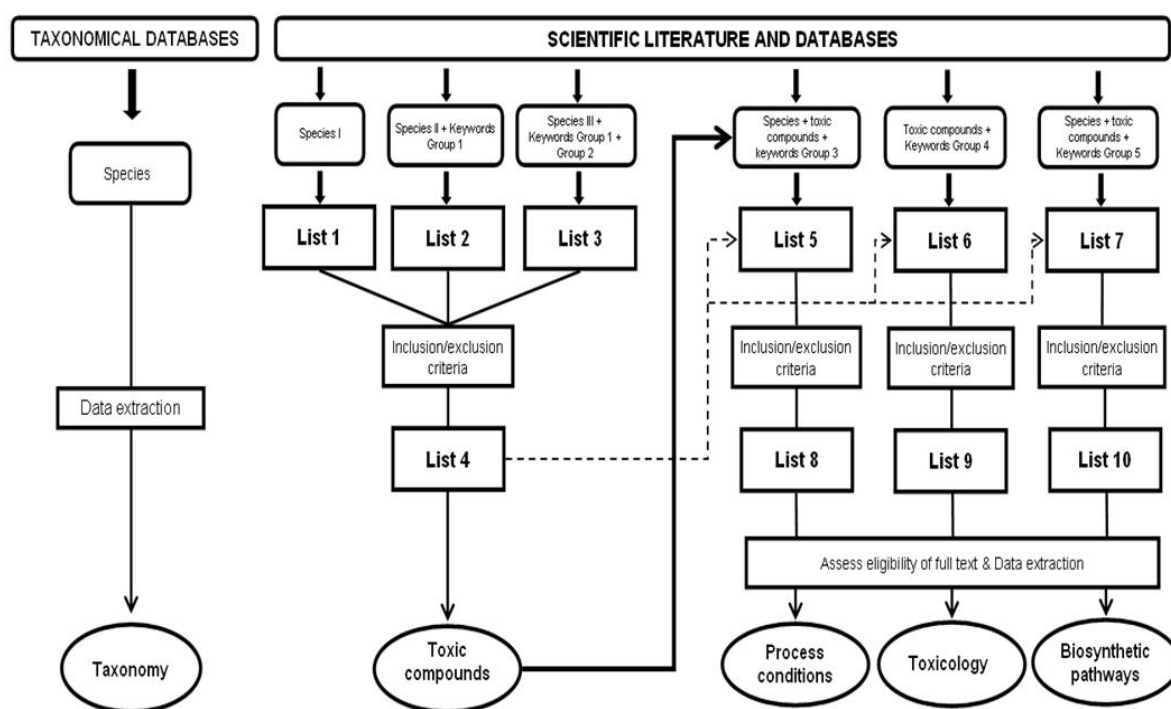 TAXONOMICAL DATABASES
SCIENTIFIC LITERATURE AND DATABASES
Species
Data extraction
Taxonomy
Species I
Species II + Keywords
Group 1
Species III +
Keywords Group 1 +
Group 2
List 1
List 2
List 3
Inclusion/exclusion
criteria
List 4
Toxic
compounds
Species + toxic
compounds +
keywords Group 3
Toxic compounds +
Keywords Group 4
Species + toxic
compounds +
Keywords Group 5
List 5
List 6
List 7
Inclusion/exclusion
criteria
Inclusion/exclusion
criteria
Inclusion/exclusion
criteria
List 8
List 9
List 10
Assess eligibility of full text & Data extraction
Process
conditions
Toxicology
Biosynthetic
pathways